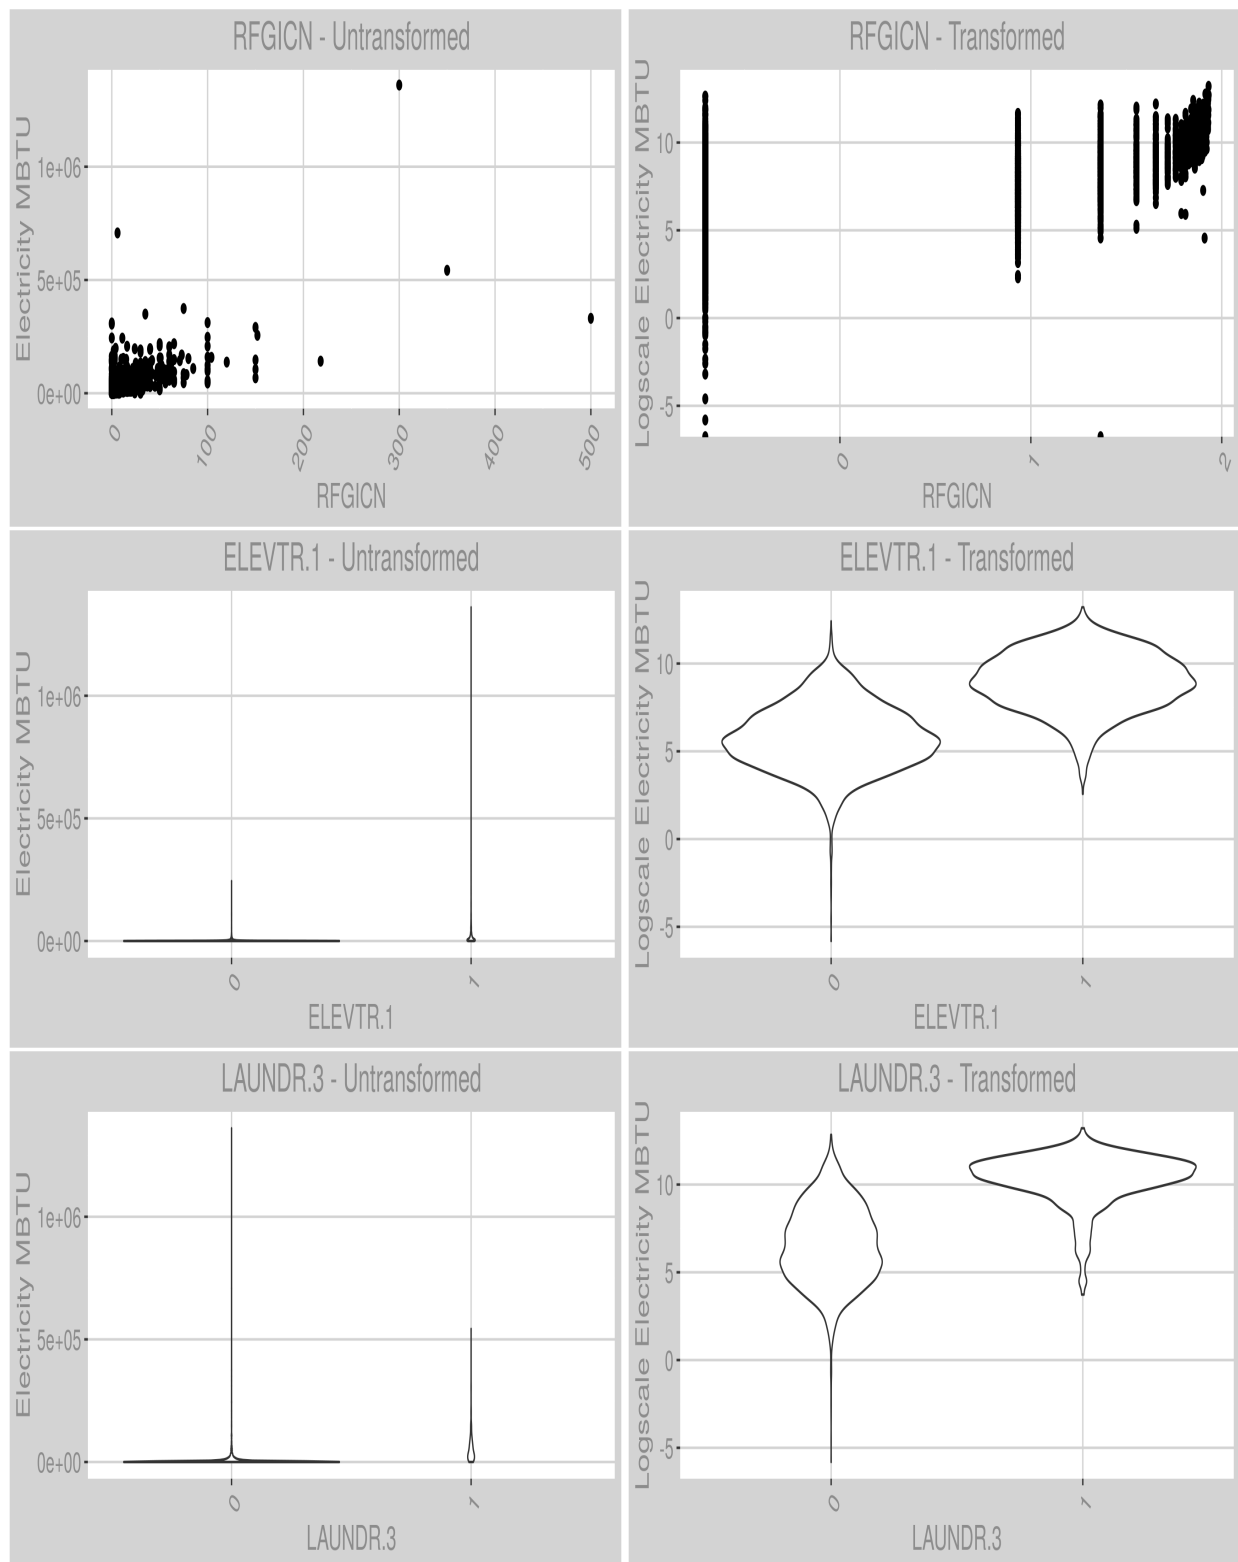 RFGICN - Untransformed
Electricity MBTU
1e+06
5e+05
0e+00
0
100
200
300
400
500
RFGICN
RFGICN - Transformed
Logscale Electricity MBTU
10
5
0
-5
0
1
2
RFGICN
ELEVTR.1 - Untransformed
Electricity MBTU
1e+06
5e+05
0e+00
0
1
ELEVTR.1
ELEVTR.1 - Transformed
Logscale Electricity MBTU
10
5
0
-5
0
1
ELEVTR.1
LAUNDR.3 - Untransformed
Electricity MBTU
1e+06
5e+05
0e+00
0
1
LAUNDR.3
LAUNDR.3 - Transformed
Logscale Electricity MBTU
10
5
0
-5
0
1
LAUNDR.3